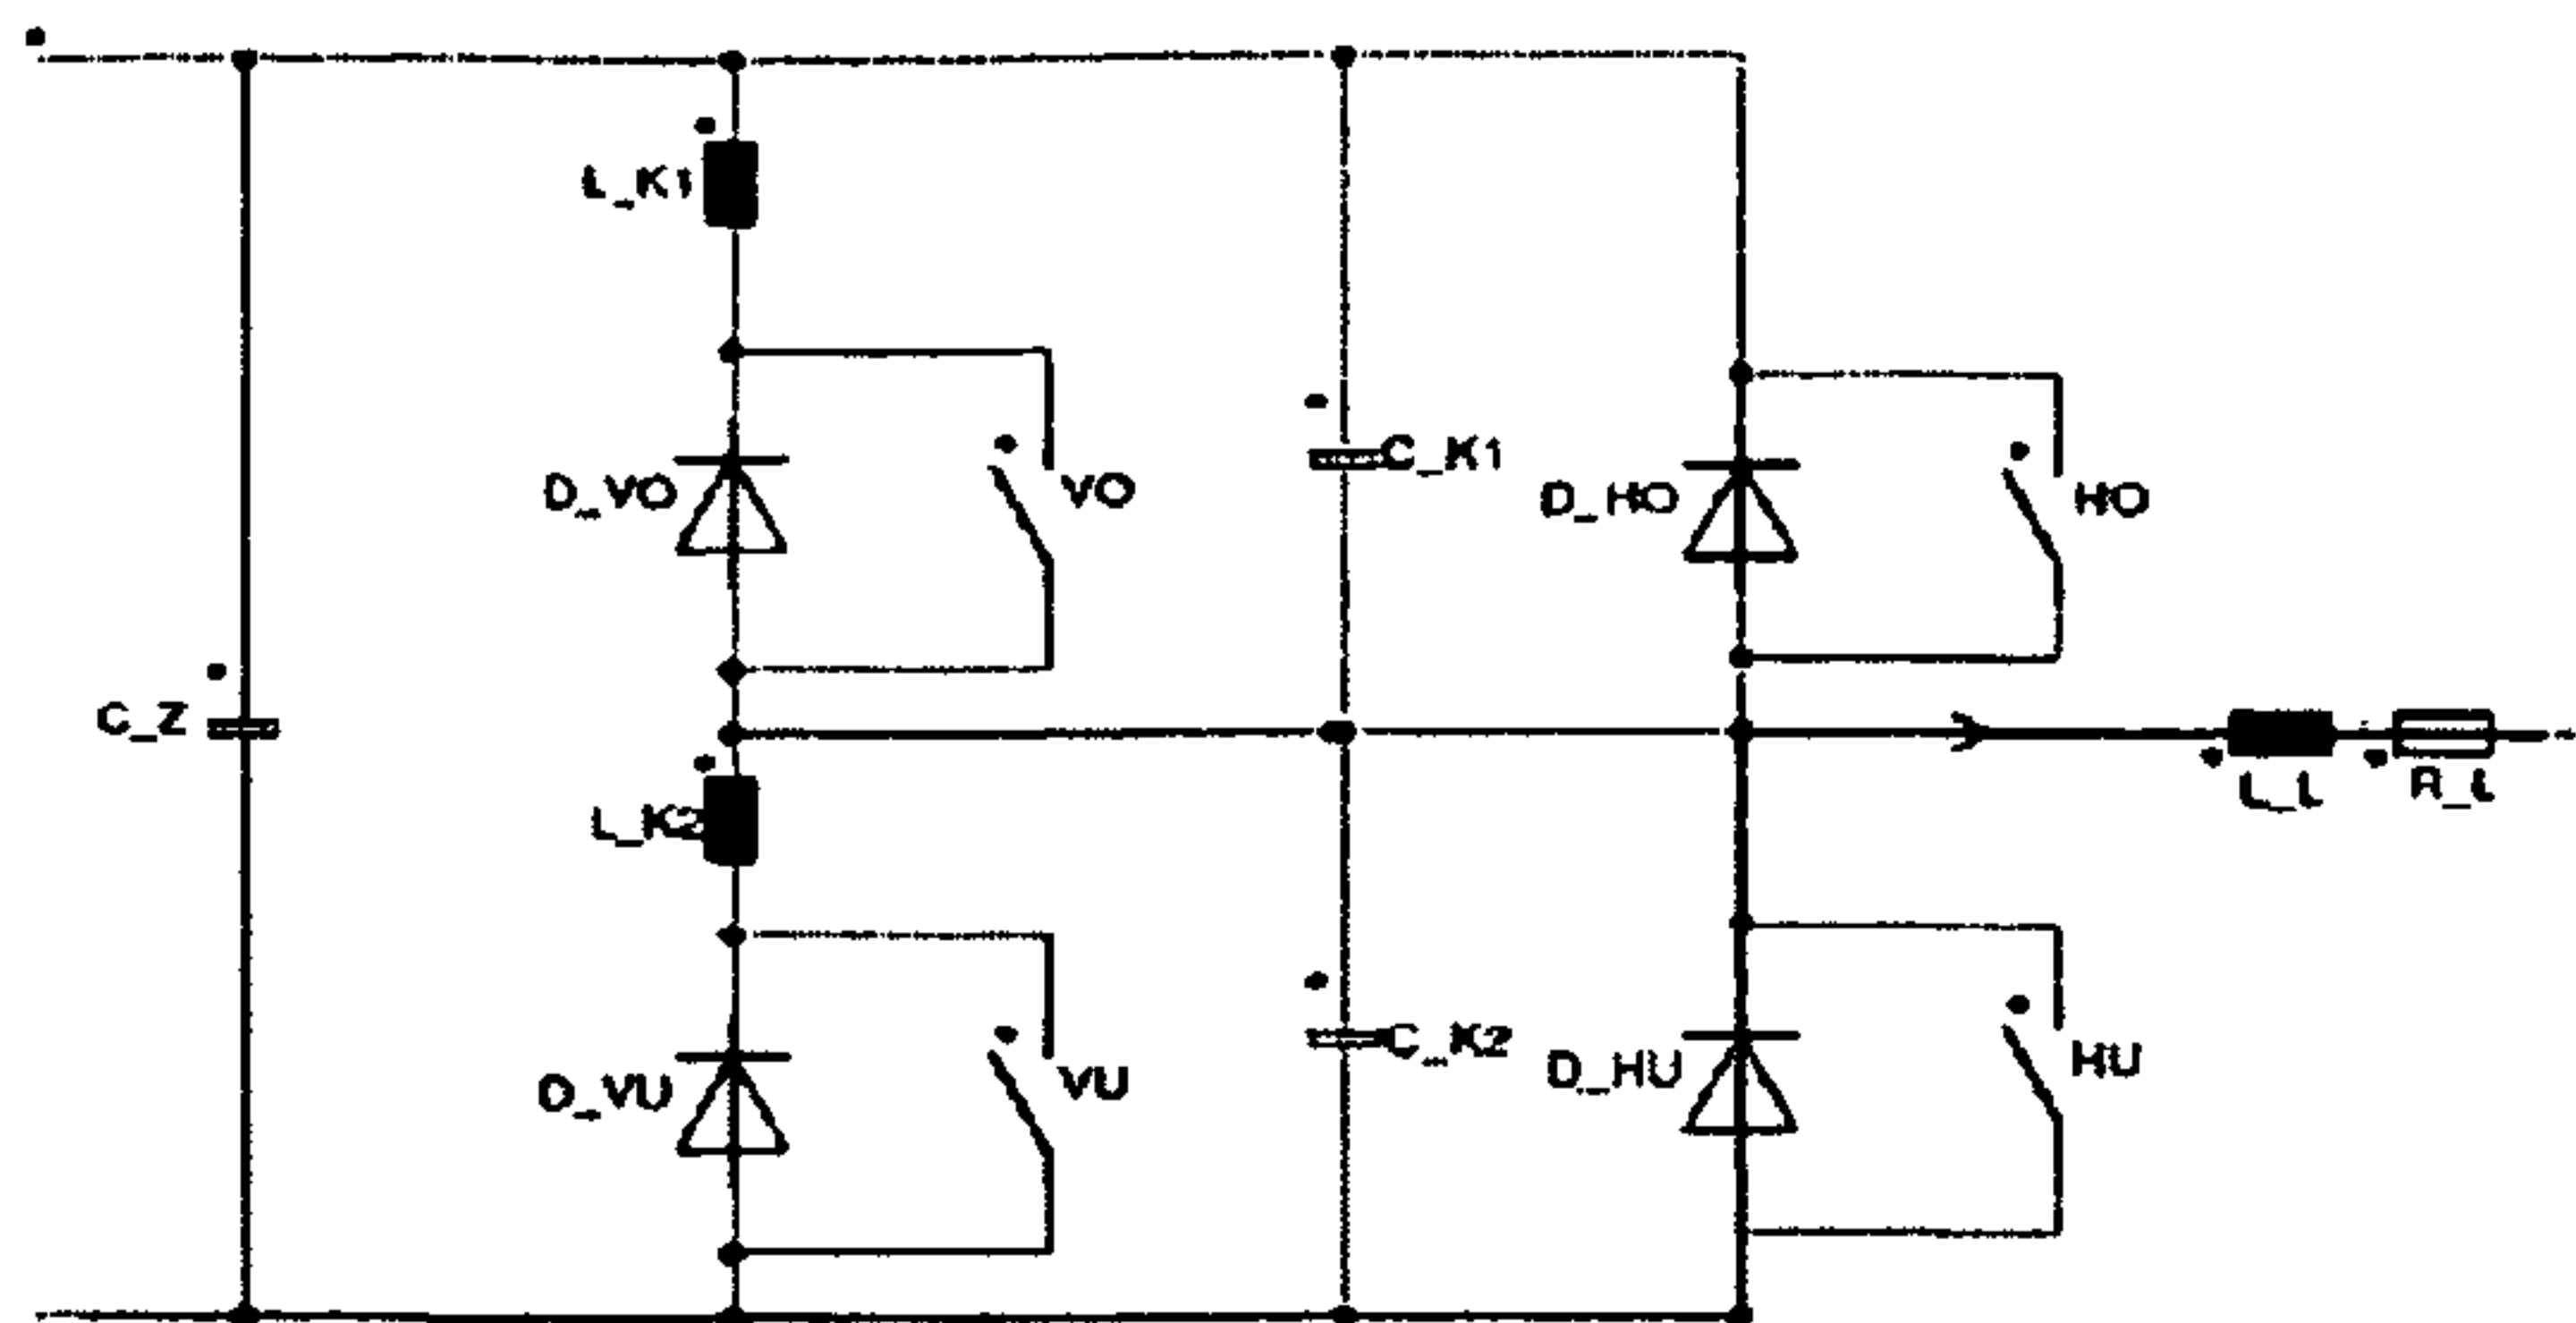 L_K1
C_K1
D_VO
VO
D_HO
HO
C_Z
L_K2
L_L
R_L
C_K2
D_VU
VU
D_HU
HU